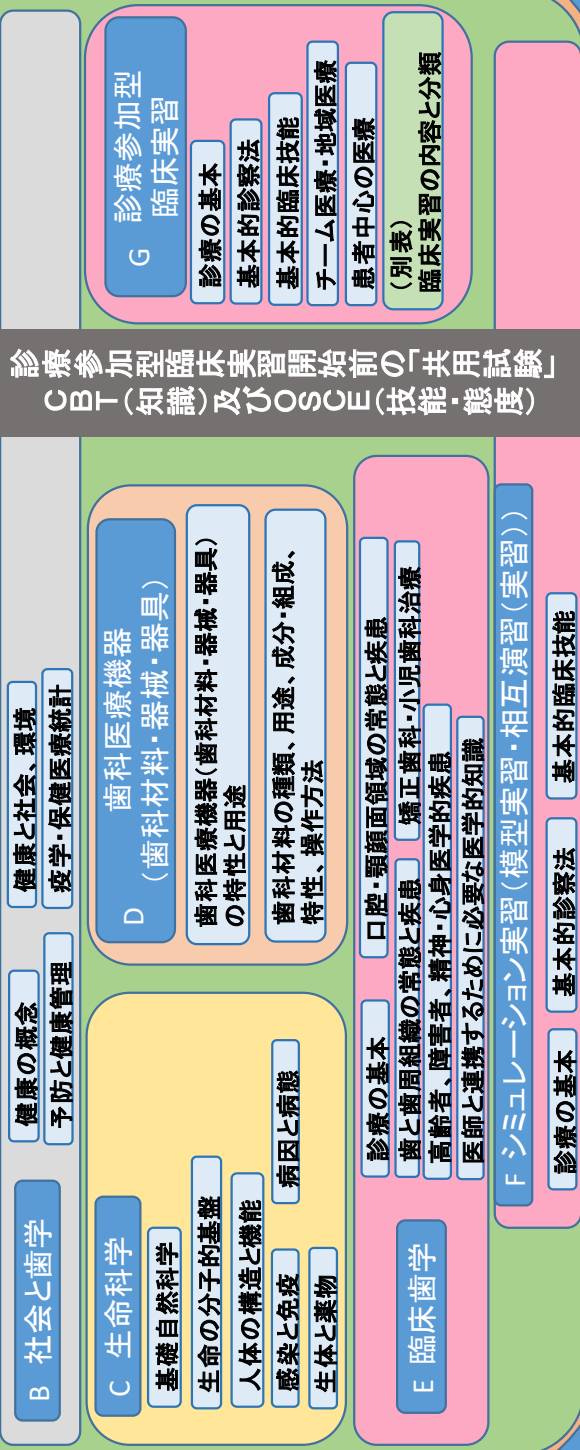 B 社会と歯学
健康の概念
予防と健康管理
健康と社会、環境
疫学・保健医療統計
C 生命科学
基礎自然科学
生命の分子的基盤
人体の構造と機能
感染と免疫
病因と病態
生体と薬物
D 歯科医療機器
（歯科材料・器械・器具）
歯科医療機器（歯科材料・器械・器具）
の特性と用途
歯科材料の種類、用途、成分・組成、
特性、操作方法
E 臨床歯学
診療の基本
口腔・顎顔面領域の常態と疾患
歯と歯周組織の常態と疾患
矯正歯科・小児歯科治療
高齢者、障害者、精神・心身医学的疾患
医師と連携するために必要な医学的知識
F シミュレーション実習（模型実習・相互演習（実習））
診療の基本
基本的診察法
基本的臨床技能
診療参加型臨床実習開始前の「共用試験」
CBT（知識）及びOSCE（技能・態度）
G 診療参加型
臨床実習
診療の基本
基本的診察法
基本的臨床技能
チーム医療・地域医療
患者中心の医療
（別表）
臨床実習の内容と分類